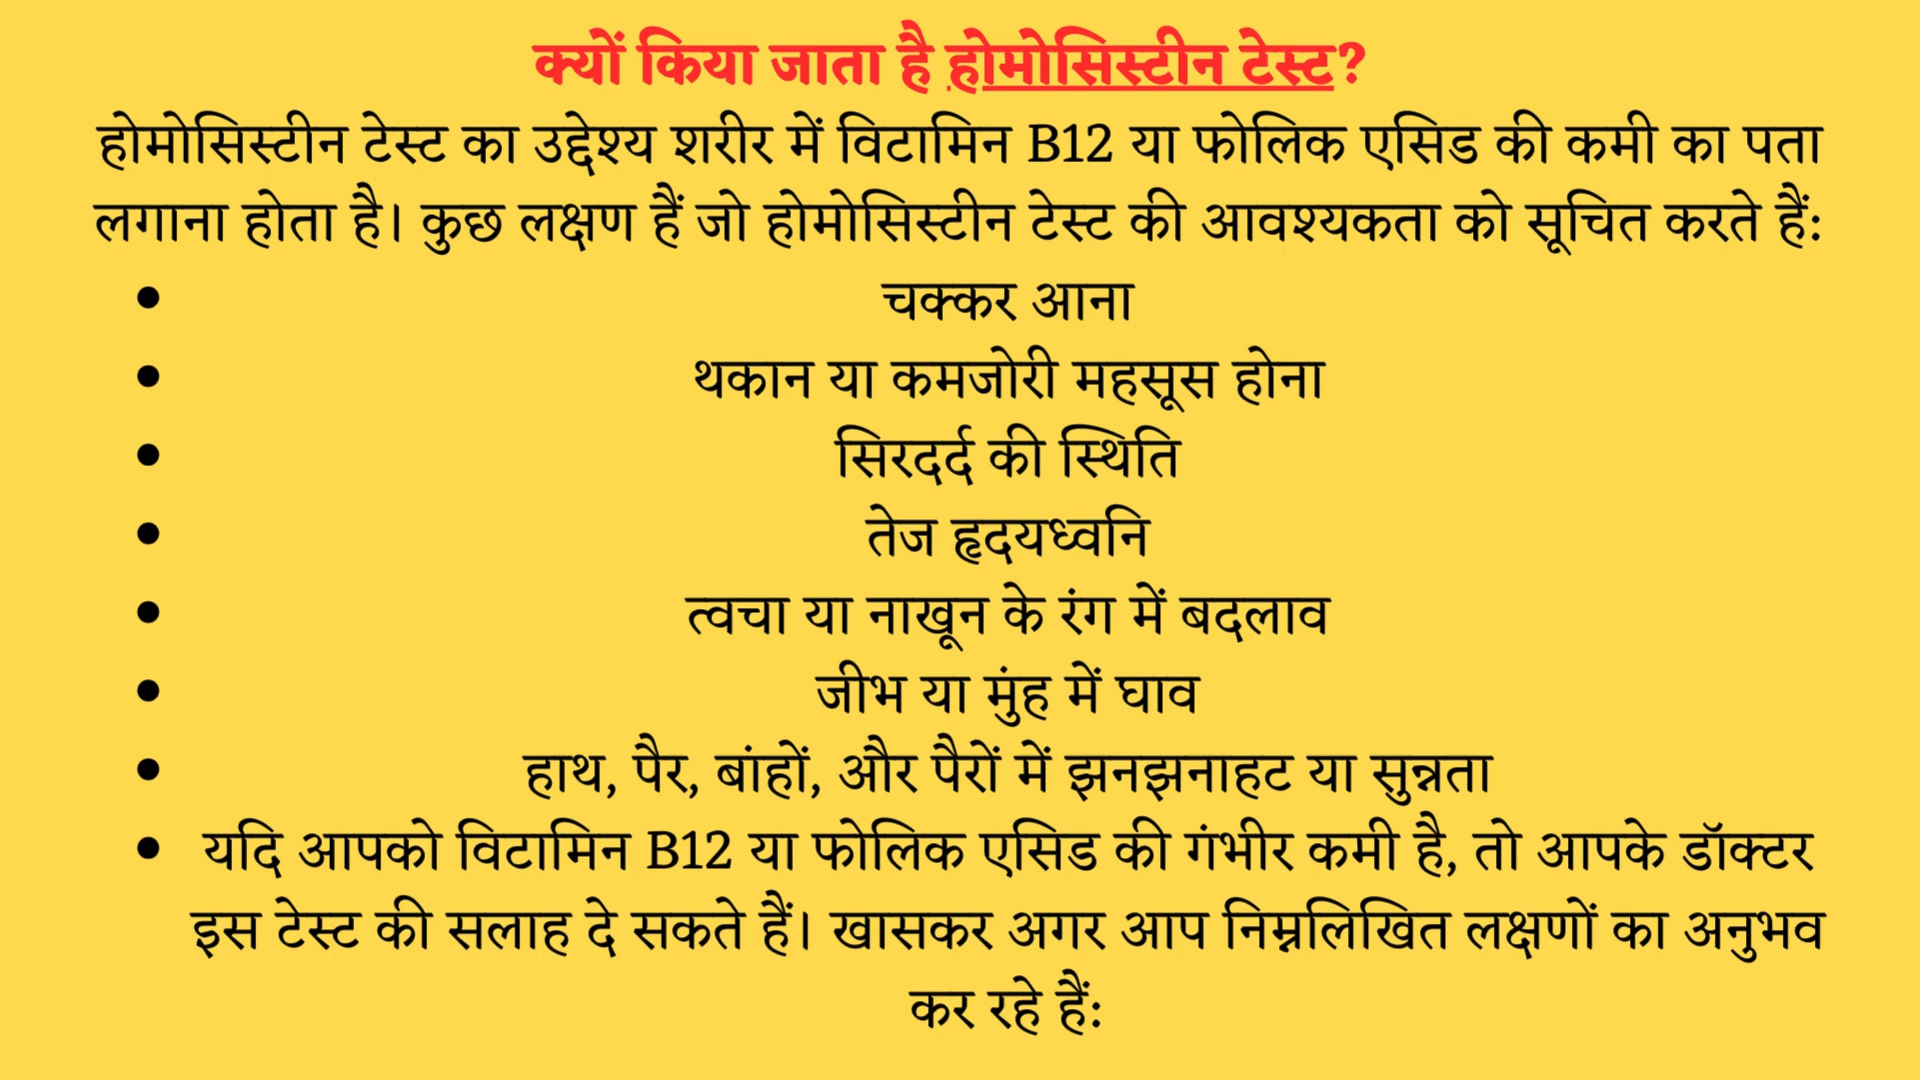 क्यों किया जाता है होमोसिस्टीन टेस्ट?
होमोसिस्टीन टेस्ट का उद्देश्य शरीर में विटामिन B12 या फोलिक एसिड की कमी का पता
लगाना होता है। कुछ लक्षण हैं जो होमोसिस्टीन टेस्ट की आवश्यकता को सूचित करते हैं:
• चक्कर आना
• थकान या कमजोरी महसूस होना
• सिरदर्द की स्थिति
• तेज हृदयध्वनि
• त्वचा या नाखून के रंग में बदलाव
• जीभ या मुंह में घाव
• हाथ, पैर, बांहों, और पैरों में झनझनाहट या सुन्नता
• यदि आपको विटामिन B12 या फोलिक एसिड की गंभीर कमी है, तो आपके डॉक्टर
इस टेस्ट की सलाह दे सकते हैं। खासकर अगर आप निम्नलिखित लक्षणों का अनुभव
कर रहे हैं: